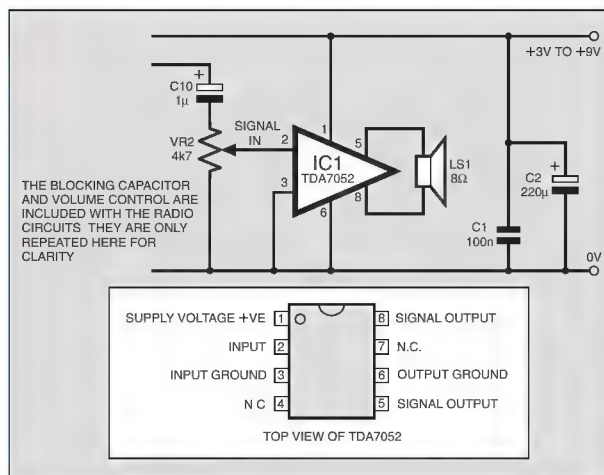 +3V TO +9V
C10
1µ
+
VR2
4k7
SIGNAL
IN
2
3
1
IC1
TDA7052
6
5
8
LS1
8Ω
+
C2
220µ
C1
100n
0V
THE BLOCKING CAPACITOR
AND VOLUME CONTROL ARE
INCLUDED WITH THE RADIO
CIRCUITS THEY ARE ONLY
REPEATED HERE FOR
CLARITY
SUPPLY VOLTAGE +VE 1 8 SIGNAL OUTPUT
INPUT 2 7 N.C.
INPUT GROUND 3 6 OUTPUT GROUND
N C 4 5 SIGNAL OUTPUT
TOP VIEW OF TDA7052